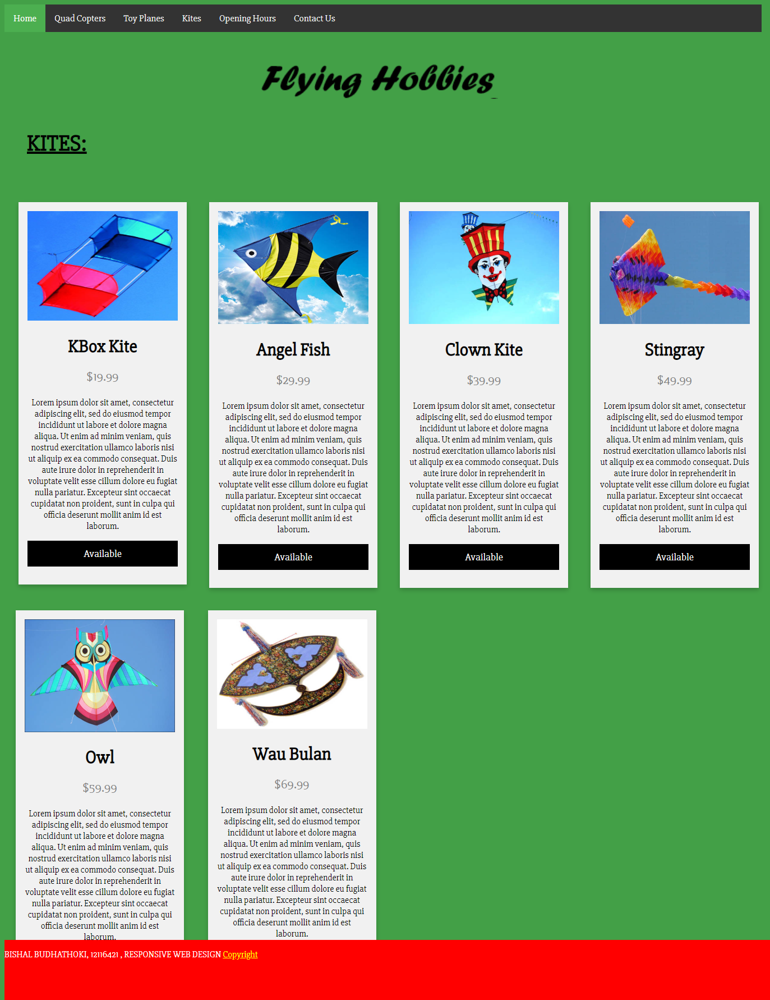 Home Quad Copters Toy Planes Kites Opening Hours Contact Us
Flying Hobbies
KITES:
KBox Kite
$19.99
Lorem ipsum dolor sit amet, consectetur
adipiscing elit, sed do eiusmod tempor
incididunt ut labore et dolore magna
aliqua. Ut enim ad minim veniam, quis
nostrud exercitation ullamco laboris nisi
ut aliquip ex ea commodo consequat. Duis
aute irure dolor in reprehenderit in
voluptate velit esse cillum dolore eu fugiat
nulla pariatur. Excepteur sint occaecat
cupidatat non proident, sunt in culpa qui
officia deserunt mollit anim id est
laborum.
Available
Angel Fish
$29.99
Lorem ipsum dolor sit amet, consectetur
adipiscing elit, sed do eiusmod tempor
incididunt ut labore et dolore magna
aliqua. Ut enim ad minim veniam, quis
nostrud exercitation ullamco laboris nisi
ut aliquip ex ea commodo consequat. Duis
aute irure dolor in reprehenderit in
voluptate velit esse cillum dolore eu fugiat
nulla pariatur. Excepteur sint occaecat
cupidatat non proident, sunt in culpa qui
officia deserunt mollit anim id est
laborum.
Available
Clown Kite
$39.99
Lorem ipsum dolor sit amet, consectetur
adipiscing elit, sed do eiusmod tempor
incididunt ut labore et dolore magna
aliqua. Ut enim ad minim veniam, quis
nostrud exercitation ullamco laboris nisi
ut aliquip ex ea commodo consequat. Duis
aute irure dolor in reprehenderit in
voluptate velit esse cillum dolore eu fugiat
nulla pariatur. Excepteur sint occaecat
cupidatat non proident, sunt in culpa qui
officia deserunt mollit anim id est
laborum.
Available
Stingray
$49.99
Lorem ipsum dolor sit amet, consectetur
adipiscing elit, sed do eiusmod tempor
incididunt ut labore et dolore magna
aliqua. Ut enim ad minim veniam, quis
nostrud exercitation ullamco laboris nisi
ut aliquip ex ea commodo consequat. Duis
aute irure dolor in reprehenderit in
voluptate velit esse cillum dolore eu fugiat
nulla pariatur. Excepteur sint occaecat
cupidatat non proident, sunt in culpa qui
officia deserunt mollit anim id est
laborum.
Available
Owl
$59.99
Lorem ipsum dolor sit amet, consectetur
adipiscing elit, sed do eiusmod tempor
incididunt ut labore et dolore magna
aliqua. Ut enim ad minim veniam, quis
nostrud exercitation ullamco laboris nisi
ut aliquip ex ea commodo consequat. Duis
aute irure dolor in reprehenderit in
voluptate velit esse cillum dolore eu fugiat
nulla pariatur. Excepteur sint occaecat
cupidatat non proident, sunt in culpa qui
officia deserunt mollit anim id est
laborum.
Wau Bulan
$69.99
Lorem ipsum dolor sit amet, consectetur
adipiscing elit, sed do eiusmod tempor
incididunt ut labore et dolore magna
aliqua. Ut enim ad minim veniam, quis
nostrud exercitation ullamco laboris nisi
ut aliquip ex ea commodo consequat. Duis
aute irure dolor in reprehenderit in
voluptate velit esse cillum dolore eu fugiat
nulla pariatur. Excepteur sint occaecat
cupidatat non proident, sunt in culpa qui
officia deserunt mollit anim id est
laborum.
BISHAL BUDHATHOKI, 12116421 , RESPONSIVE WEB DESIGN Copyright